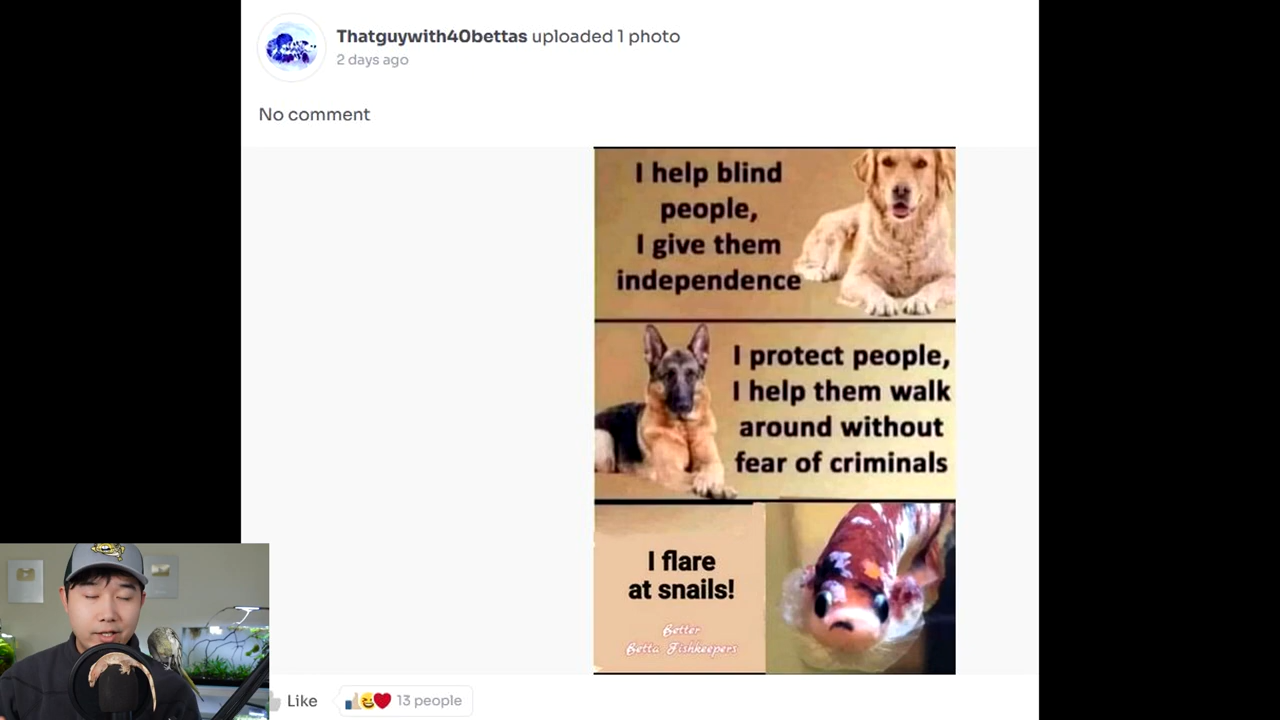 Thatguywith40bettas uploaded 1 photo
2 days ago
No comment
I help blind
people,
I give them
independence
I protect people,
I help them walk
around without
fear of criminals
I flare
at snails!
Better
Betta Fishkeepers
Like
13 people